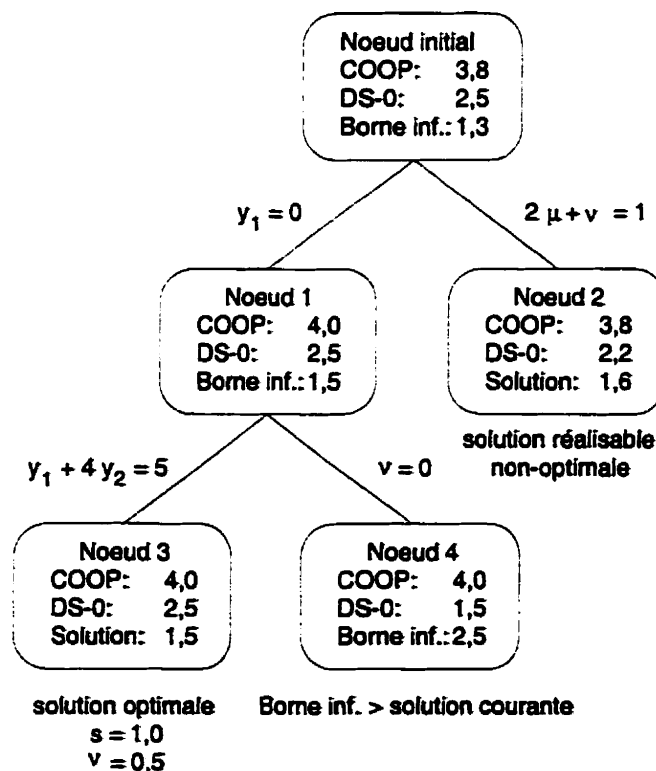 Noeud initial
COOP: 3,8
DS-0: 2,5
Borne inf.: 1,3
y₁ = 0
2 μ + ν = 1
Noeud 1
COOP: 4,0
DS-0: 2,5
Borne inf.: 1,5
Noeud 2
COOP: 3,8
DS-0: 2,2
Solution: 1,6
solution réalisable
non-optimale
y₁ + 4 y₂ = 5
ν = 0
Noeud 3
COOP: 4,0
DS-0: 2,5
Solution: 1,5
Noeud 4
COOP: 4,0
DS-0: 1,5
Borne inf.: 2,5
solution optimale
s = 1,0
ν = 0,5
Borne inf. > solution courante